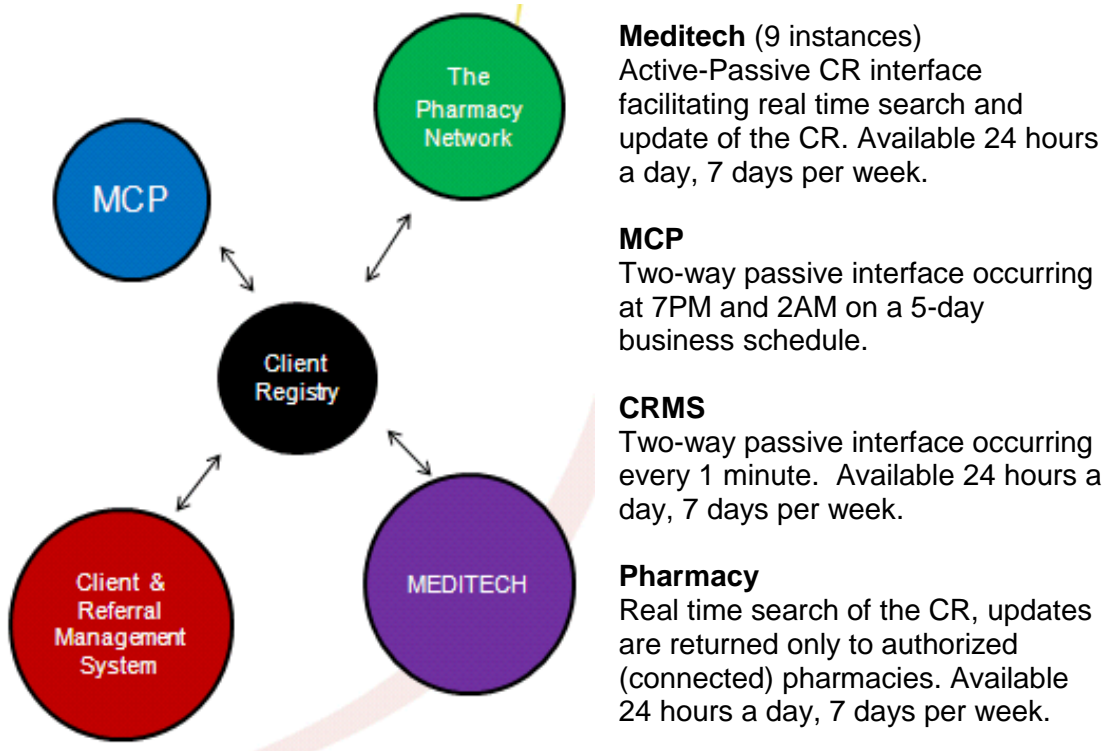 The
Pharmacy
Network
MCP
Client
Registry
Client &
Referral
Management
System
MEDITECH
Meditech (9 instances)
Active-Passive CR interface
facilitating real time search and
update of the CR. Available 24 hours
a day, 7 days per week.
MCP
Two-way passive interface occurring
at 7PM and 2AM on a 5-day
business schedule.
CRMS
Two-way passive interface occurring
every 1 minute.  Available 24 hours a
day, 7 days per week.
Pharmacy
Real time search of the CR, updates
are returned only to authorized
(connected) pharmacies. Available
24 hours a day, 7 days per week.